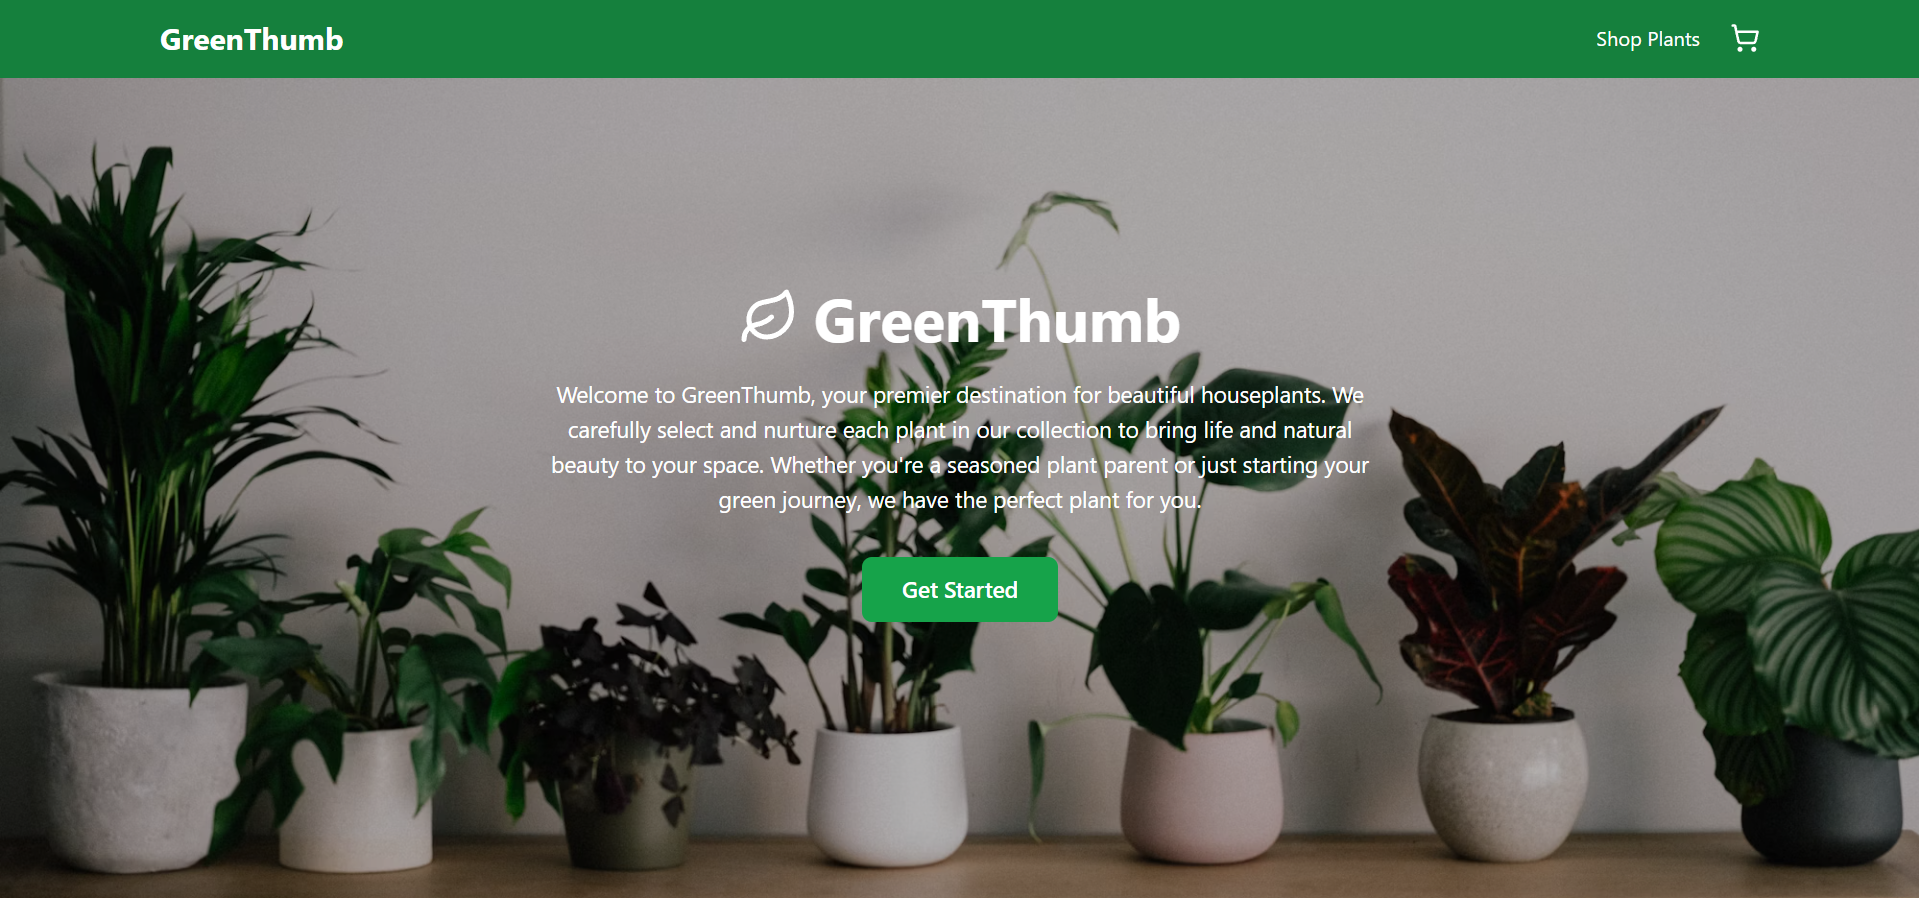 GreenThumb
Shop Plants
GreenThumb
Welcome to GreenThumb, your premier destination for beautiful houseplants. We
carefully select and nurture each plant in our collection to bring life and natural
beauty to your space. Whether you're a seasoned plant parent or just starting your
green journey, we have the perfect plant for you.
Get Started